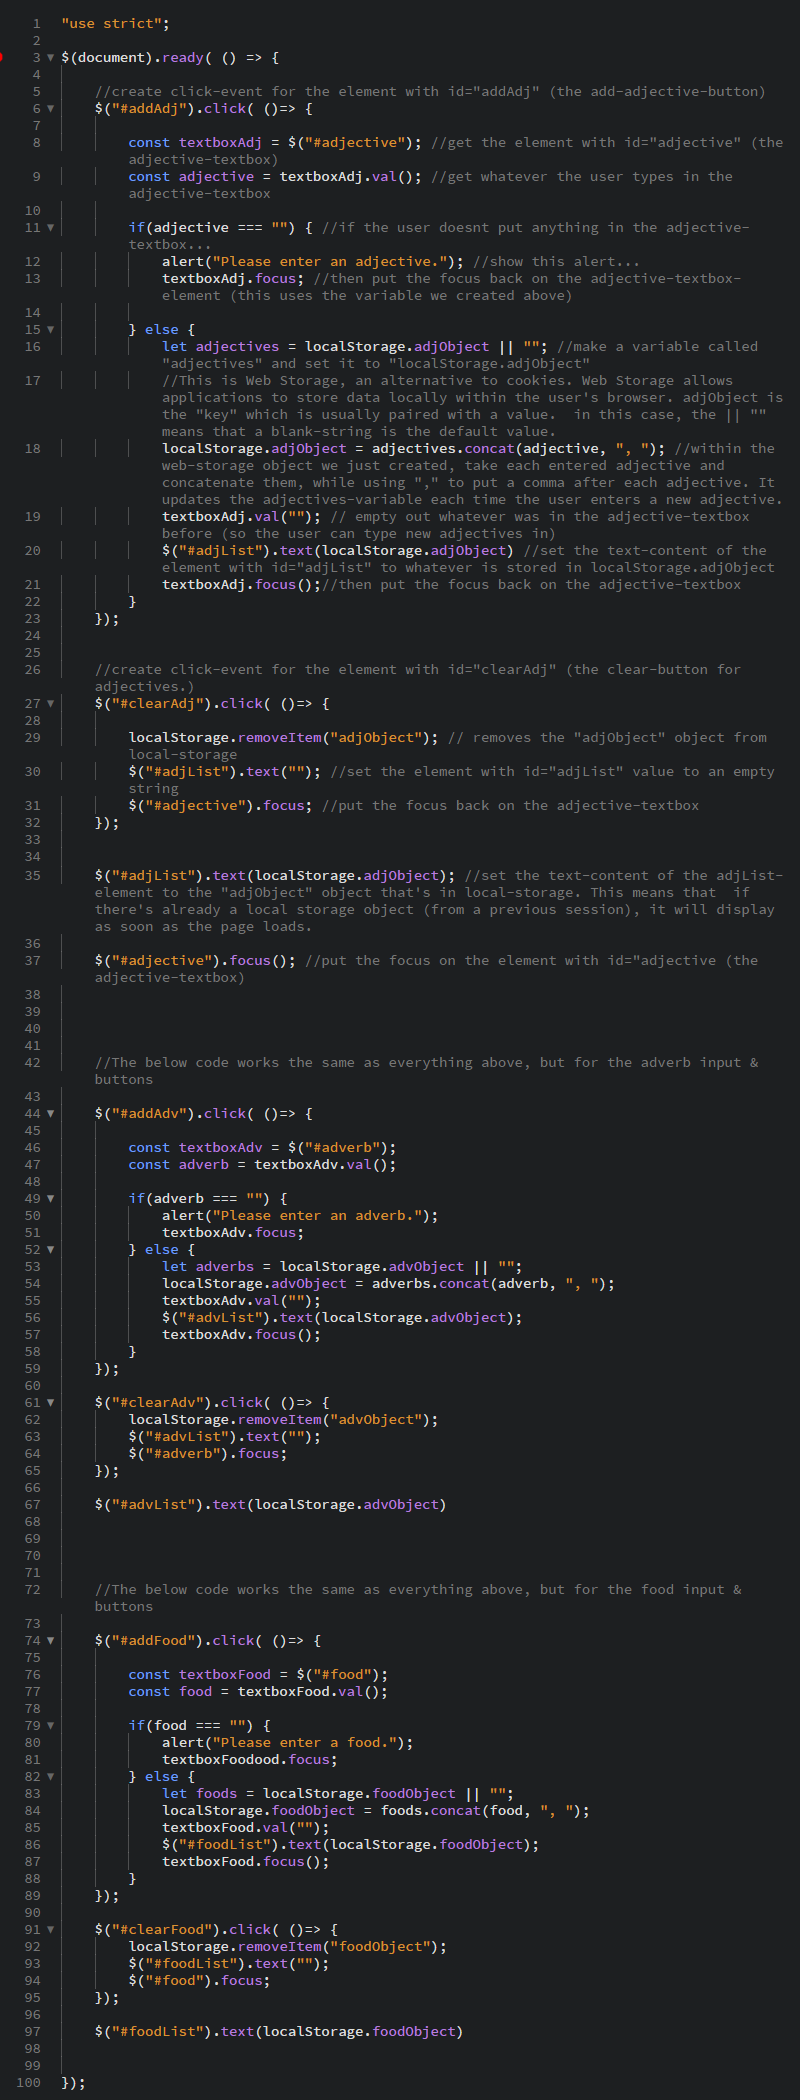 1 "use strict";
2
3 ▼ $(document).ready( () => {
4
5 //create click-event for the element with id="addAdj" (the add-adjective-button)
6 ▼ $("#addAdj").click( ()=> {
7
8 const textboxAdj = $("#adjective"); //get the element with id="adjective" (the
adjective-textbox)
9 const adjective = textboxAdj.val(); //get whatever the user types in the
adjective-textbox
10
11 ▼ if(adjective === "") { //if the user doesnt put anything in the adjective-
textbox...
12 alert("Please enter an adjective."); //show this alert...
13 textboxAdj.focus; //then put the focus back on the adjective-textbox-
element (this uses the variable we created above)
14
15 ▼ } else {
16 let adjectives = localStorage.adjObject || ""; //make a variable called
"adjectives" and set it to "localStorage.adjObject"
17 //This is Web Storage, an alternative to cookies. Web Storage allows
applications to store data locally within the user's browser. adjObject is
the "key" which is usually paired with a value.  in this case, the || ""
means that a blank-string is the default value.
18 localStorage.adjObject = adjectives.concat(adjective, ", "); //within the
web-storage object we just created, take each entered adjective and
concatenate them, while using "," to put a comma after each adjective. It
updates the adjectives-variable each time the user enters a new adjective.
19 textboxAdj.val(""); // empty out whatever was in the adjective-textbox
before (so the user can type new adjectives in)
20 $("#adjList").text(localStorage.adjObject) //set the text-content of the
element with id="adjList" to whatever is stored in localStorage.adjObject
21 textboxAdj.focus();//then put the focus back on the adjective-textbox
22 }
23 });
24
25
26 //create click-event for the element with id="clearAdj" (the clear-button for
adjectives.)
27 ▼ $("#clearAdj").click( ()=> {
28
29 localStorage.removeItem("adjObject"); // removes the "adjObject" object from
local-storage
30 $("#adjList").text(""); //set the element with id="adjList" value to an empty
string
31 $("#adjective").focus; //put the focus back on the adjective-textbox
32 });
33
34
35 $("#adjList").text(localStorage.adjObject); //set the text-content of the adjList-
element to the "adjObject" object that's in local-storage. This means that  if
there's already a local storage object (from a previous session), it will display
as soon as the page loads.
36
37 $("#adjective").focus(); //put the focus on the element with id="adjective (the
adjective-textbox)
38
39
40
41
42 //The below code works the same as everything above, but for the adverb input &
buttons
43
44 ▼ $("#addAdv").click( ()=> {
45
46 const textboxAdv = $("#adverb");
47 const adverb = textboxAdv.val();
48
49 ▼ if(adverb === "") {
50 alert("Please enter an adverb.");
51 textboxAdv.focus;
52 ▼ } else {
53 let adverbs = localStorage.advObject || "";
54 localStorage.advObject = adverbs.concat(adverb, ", ");
55 textboxAdv.val("");
56 $("#advList").text(localStorage.advObject);
57 textboxAdv.focus();
58 }
59 });
60
61 ▼ $("#clearAdv").click( ()=> {
62 localStorage.removeItem("advObject");
63 $("#advList").text("");
64 $("#adverb").focus;
65 });
66
67 $("#advList").text(localStorage.advObject)
68
69
70
71
72 //The below code works the same as everything above, but for the food input &
buttons
73
74 ▼ $("#addFood").click( ()=> {
75
76 const textboxFood = $("#food");
77 const food = textboxFood.val();
78
79 ▼ if(food === "") {
80 alert("Please enter a food.");
81 textboxFoodood.focus;
82 ▼ } else {
83 let foods = localStorage.foodObject || "";
84 localStorage.foodObject = foods.concat(food, ", ");
85 textboxFood.val("");
86 $("#foodList").text(localStorage.foodObject);
87 textboxFood.focus();
88 }
89 });
90
91 ▼ $("#clearFood").click( ()=> {
92 localStorage.removeItem("foodObject");
93 $("#foodList").text("");
94 $("#food").focus;
95 });
96
97 $("#foodList").text(localStorage.foodObject)
98
99
100 });